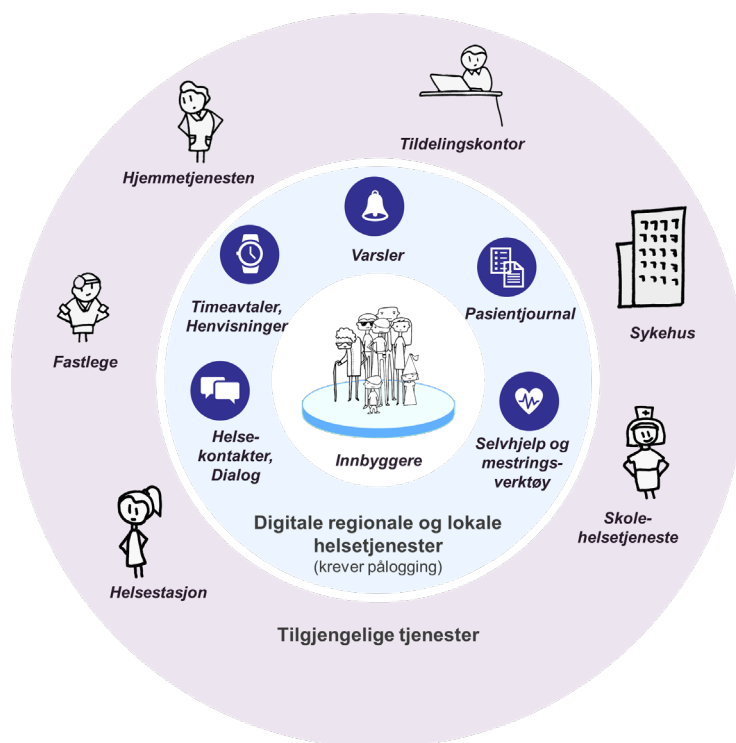 Tildelingskontor
Hjemmetjenesten
Varsler
Timeavtaler,
Henvisninger
Pasientjournal
Sykehus
Fastlege
Helse-
kontakter,
Dialog
Innbyggere
Selvhjelp og
mestrings-
verktøy
Skole-
helsetjeneste
Digitale regionale og lokale
helsetjenester
(krever pålogging)
Helsestasjon
Tilgjengelige tjenester